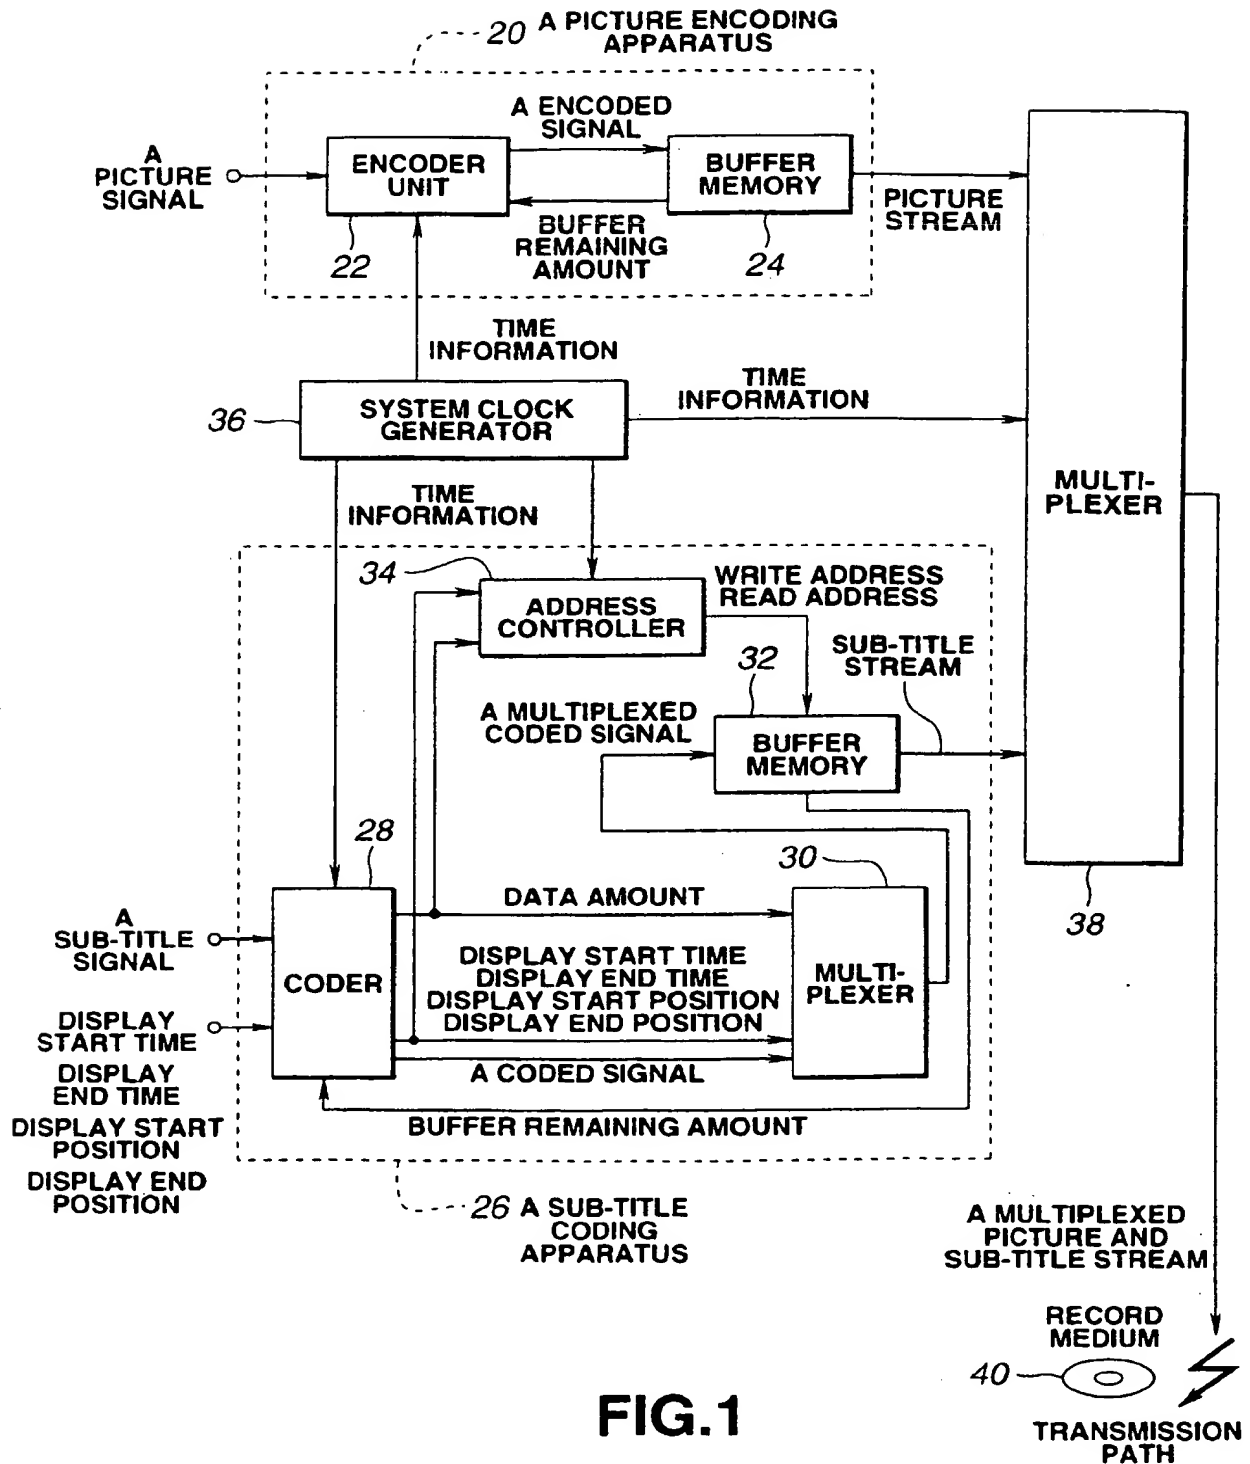 20 A PICTURE ENCODING
APPARATUS
A ENCODED
SIGNAL
A
PICTURE
SIGNAL
ENCODER
UNIT
BUFFER
MEMORY
PICTURE
STREAM
BUFFER
REMAINING
AMOUNT
22
24
TIME
INFORMATION
36
SYSTEM CLOCK
GENERATOR
TIME
INFORMATION
MULTI-
PLEXER
TIME
INFORMATION
34
ADDRESS
CONTROLLER
WRITE ADDRESS
READ ADDRESS
32
SUB-TITLE
STREAM
A MULTIPLEXED
CODED SIGNAL
BUFFER
MEMORY
28
30
38
DATA AMOUNT
A
SUB-TITLE
SIGNAL
CODER
DISPLAY START TIME
DISPLAY END TIME
DISPLAY START POSITION
DISPLAY END POSITION
MULTI-
PLEXER
DISPLAY
START TIME
DISPLAY
END TIME
DISPLAY START
POSITION
DISPLAY END
POSITION
A CODED SIGNAL
BUFFER REMAINING AMOUNT
26 A SUB-TITLE
CODING
APPARATUS
A MULTIPLEXED
PICTURE AND
SUB-TITLE STREAM
RECORD
MEDIUM
40
TRANSMISSION
PATH
FIG.1